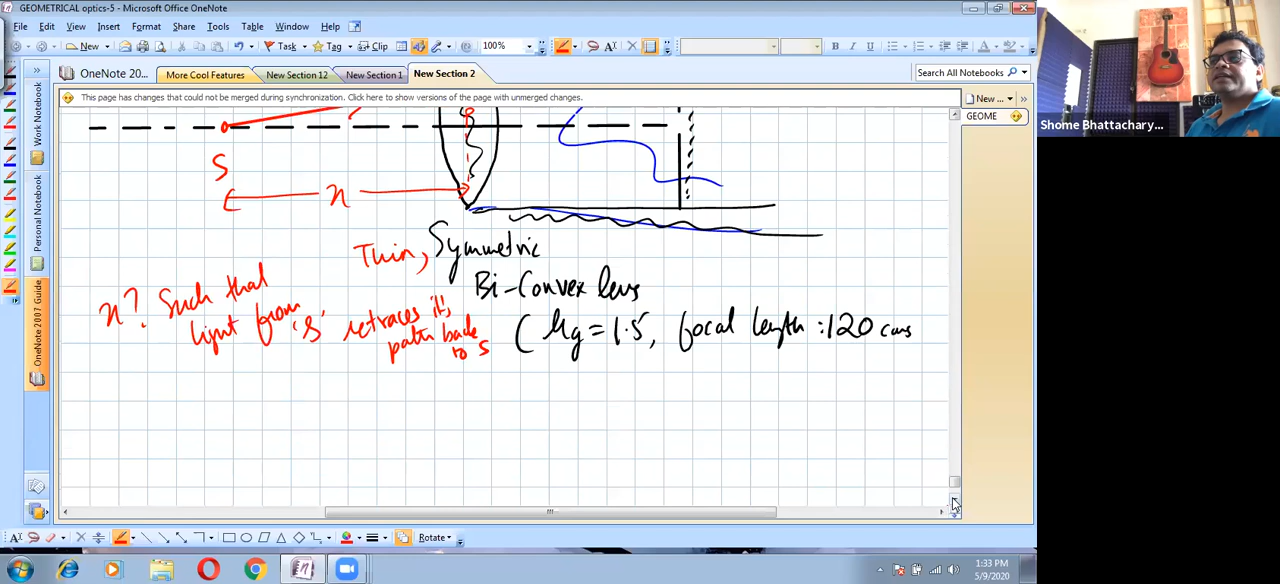 GEOMETRICAL optics-5 - Microsoft Office OneNote
File Edit View Insert Format Share Tools Table Window Help
New Task Tag Clip 100% B I U
OneNote 20... More Cool Features New Section 12 New Section 1 New Section 2 Search All Notebooks
This page has changes that could not be merged during synchronization. Click here to show versions of the page with unmerged changes.
New ...
GEOME
Work Notebook
Personal Notebook
OneNote 2007 Guide
Shome Bhattachary...
S
x
Thin, Symmetric
Bi-Convex lens
(μg = 1.5, focal length : 120 cms
x? Such that
light from 'S' retraces it's
path back
to S
Rotate
1:33 PM
5/9/2020